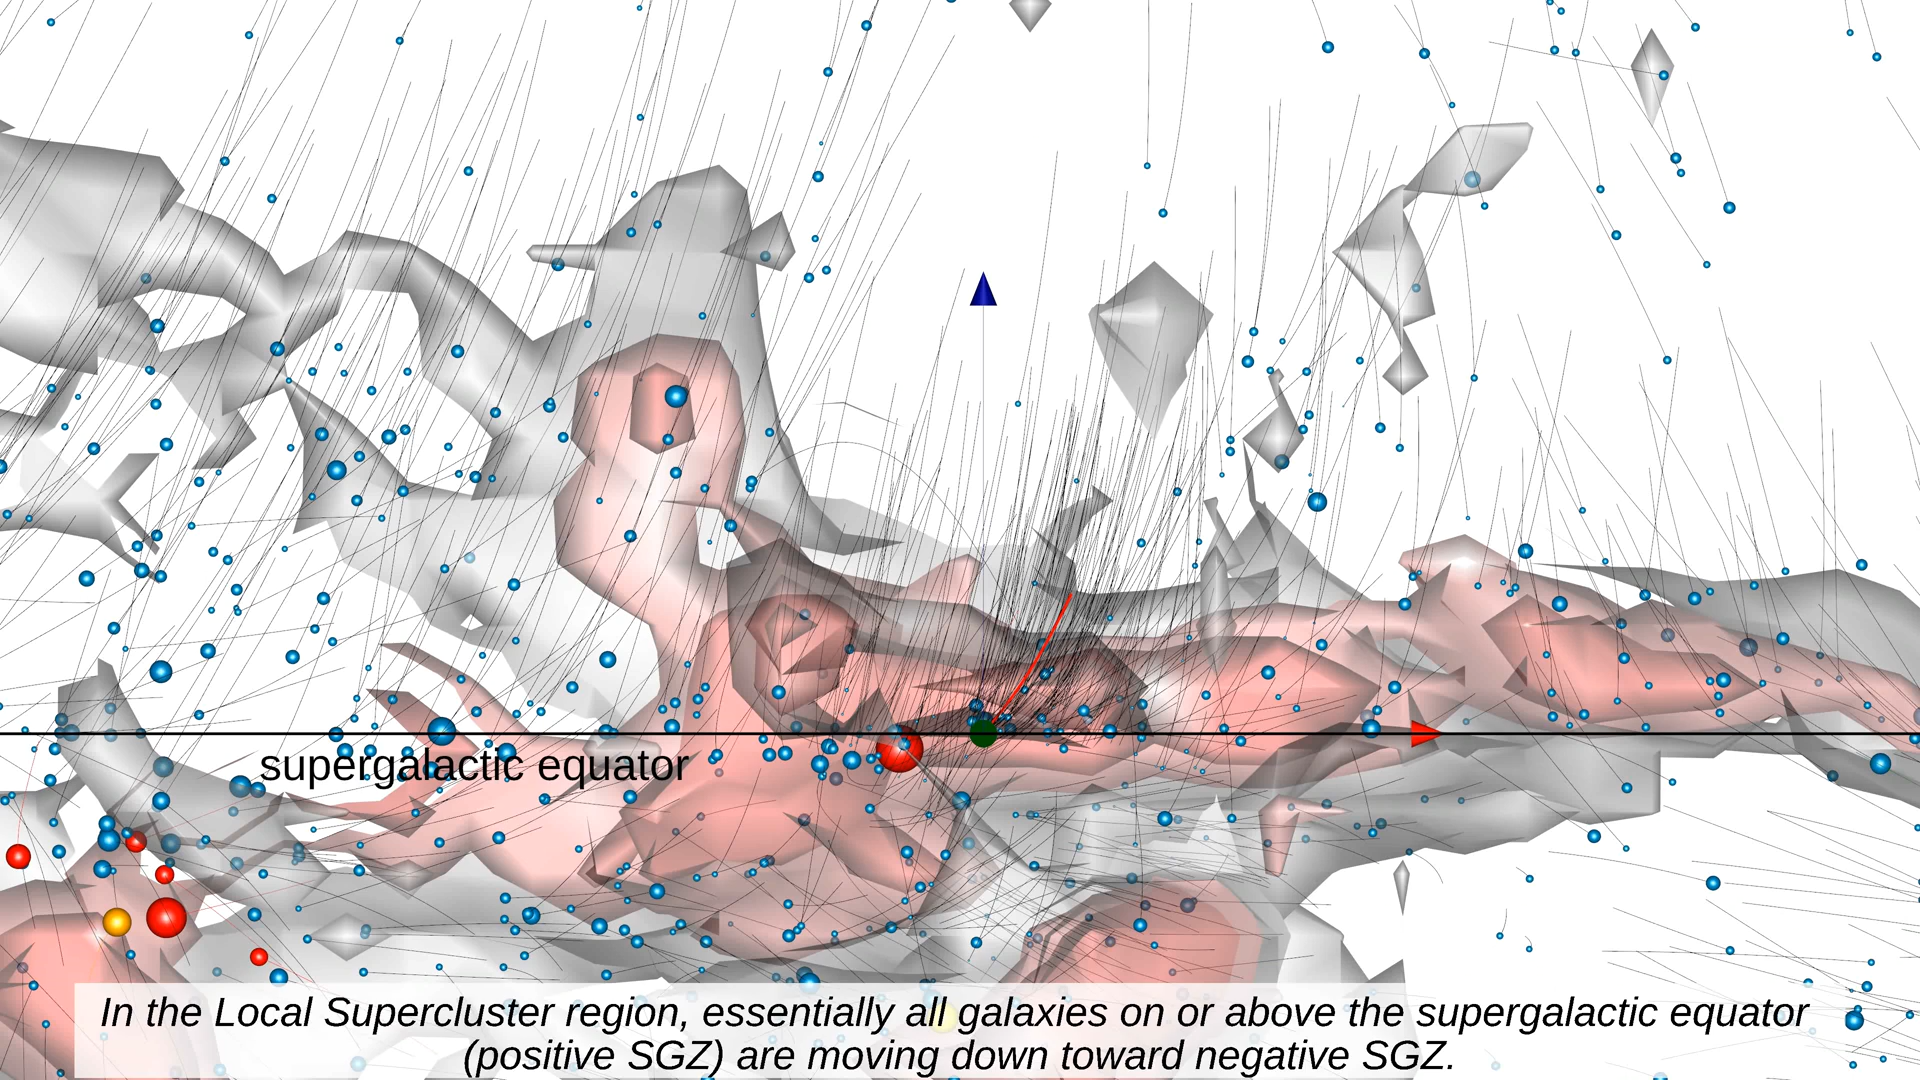 supergalactic equator
In the Local Supercluster region, essentially all galaxies on or above the supergalactic equator
(positive SGZ) are moving down toward negative SGZ.